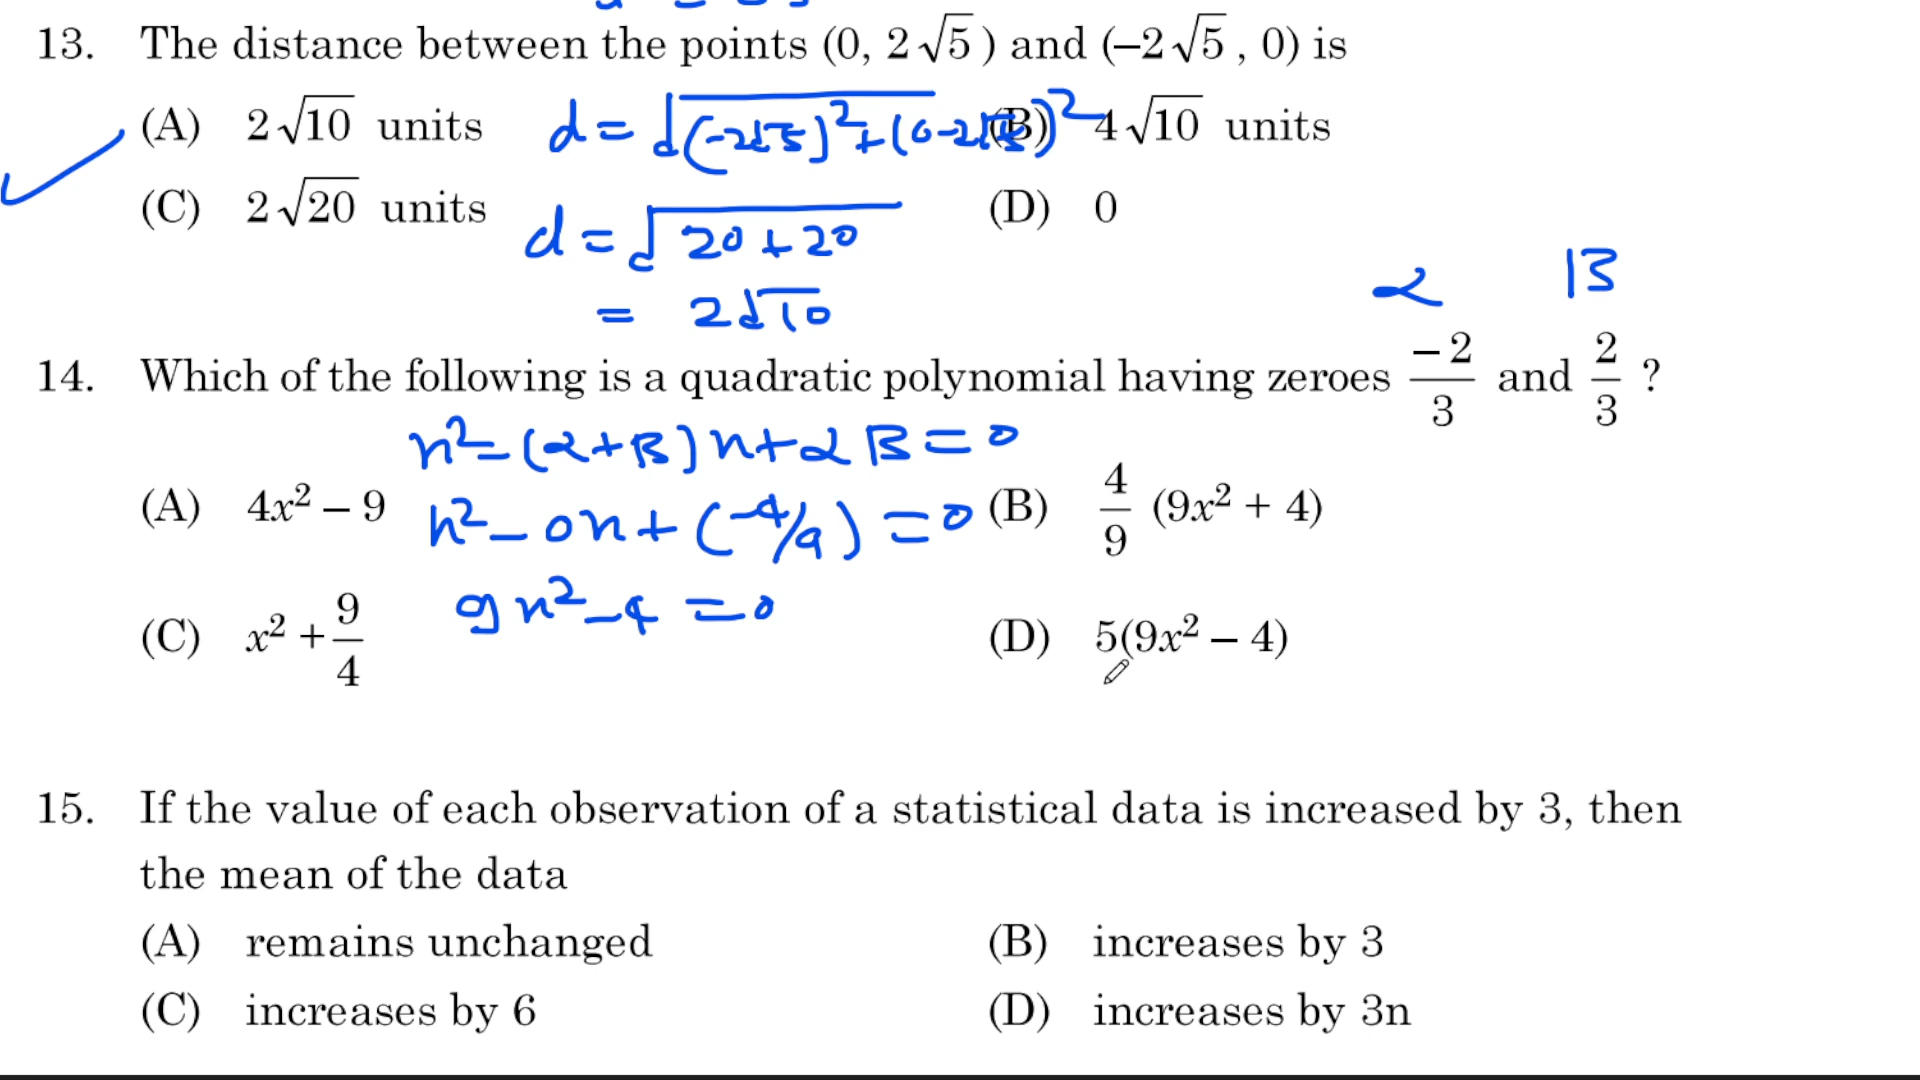 13. The distance between the points (0, 2√5) and (–2√5, 0) is
(A) 2√10 units
d = √(-2√5)² + (0-2√5)²
(B) 4√10 units
(C) 2√20 units
d = √20+20
(D) 0
= 2√10
α β
14. Which of the following is a quadratic polynomial having zeroes –2/3 and 2/3 ?
x² - (α+β)x + αβ = 0
(A) 4x² – 9
x² - 0x + (-4/9) = 0
(B) 4/9 (9x² + 4)
(C) x² + 9/4
9x² - 4 = 0
(D) 5(9x² – 4)
15. If the value of each observation of a statistical data is increased by 3, then
the mean of the data
(A) remains unchanged
(B) increases by 3
(C) increases by 6
(D) increases by 3n